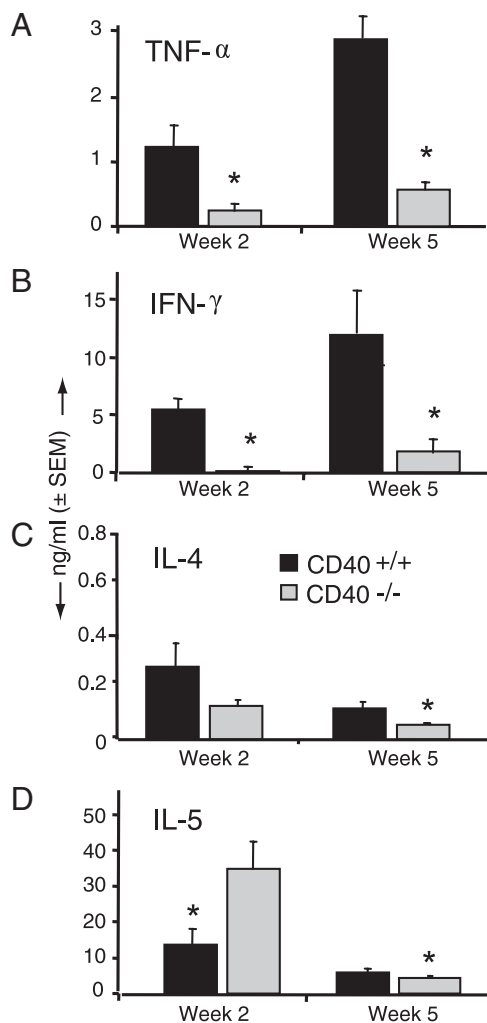 A
TNF-α
3
2
1
0
*
*
Week 2
Week 5
B
IFN-γ
15
10
5
0
*
*
Week 2
Week 5
← ng/ml (± SEM) →
C
IL-4
0.8
0.6
0.4
0.2
0
CD40 +/+
CD40 -/-
*
Week 2
Week 5
D
IL-5
50
40
30
20
10
0
*
*
Week 2
Week 5